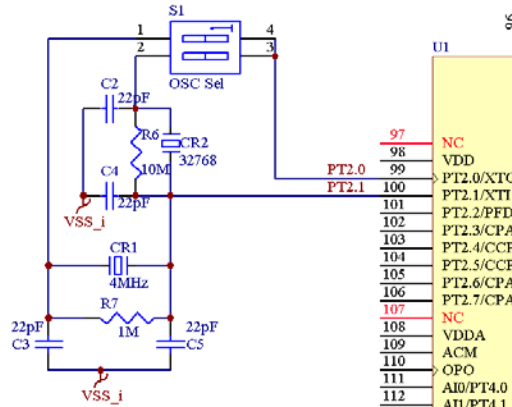 S1
1
4
2
3
OSC Sel
U1
C2
22pF
R6
10M
CR2
32768
C4
22pF
VSS_i
PT2.0
PT2.1
CR1
4MHz
R7
1M
22pF
C3
22pF
C5
VSS_i
97 NC
98 VDD
99 PT2.0/XTO
100 PT2.1/XTI
101 PT2.2/PFD
102 PT2.3/CPA
103 PT2.4/CCP
104 PT2.5/CCP
105 PT2.6/CPA
106 PT2.7/CPA
107 NC
108 VDDA
109 ACM
110 OPO
111 AI0/PT4.0
112 AI1/PT4.1